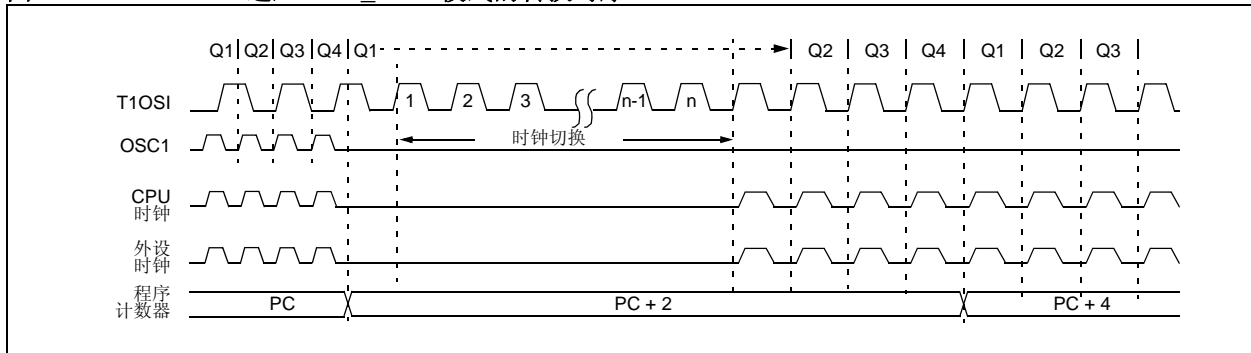 Q1 Q2 Q3 Q4 Q1 Q2 Q3 Q4 Q1 Q2 Q3
T1OSI 1 2 3 n-1 n
时钟切换
OSC1
CPU
时钟
外设
时钟
程序
计数器
PC PC + 2 PC + 4